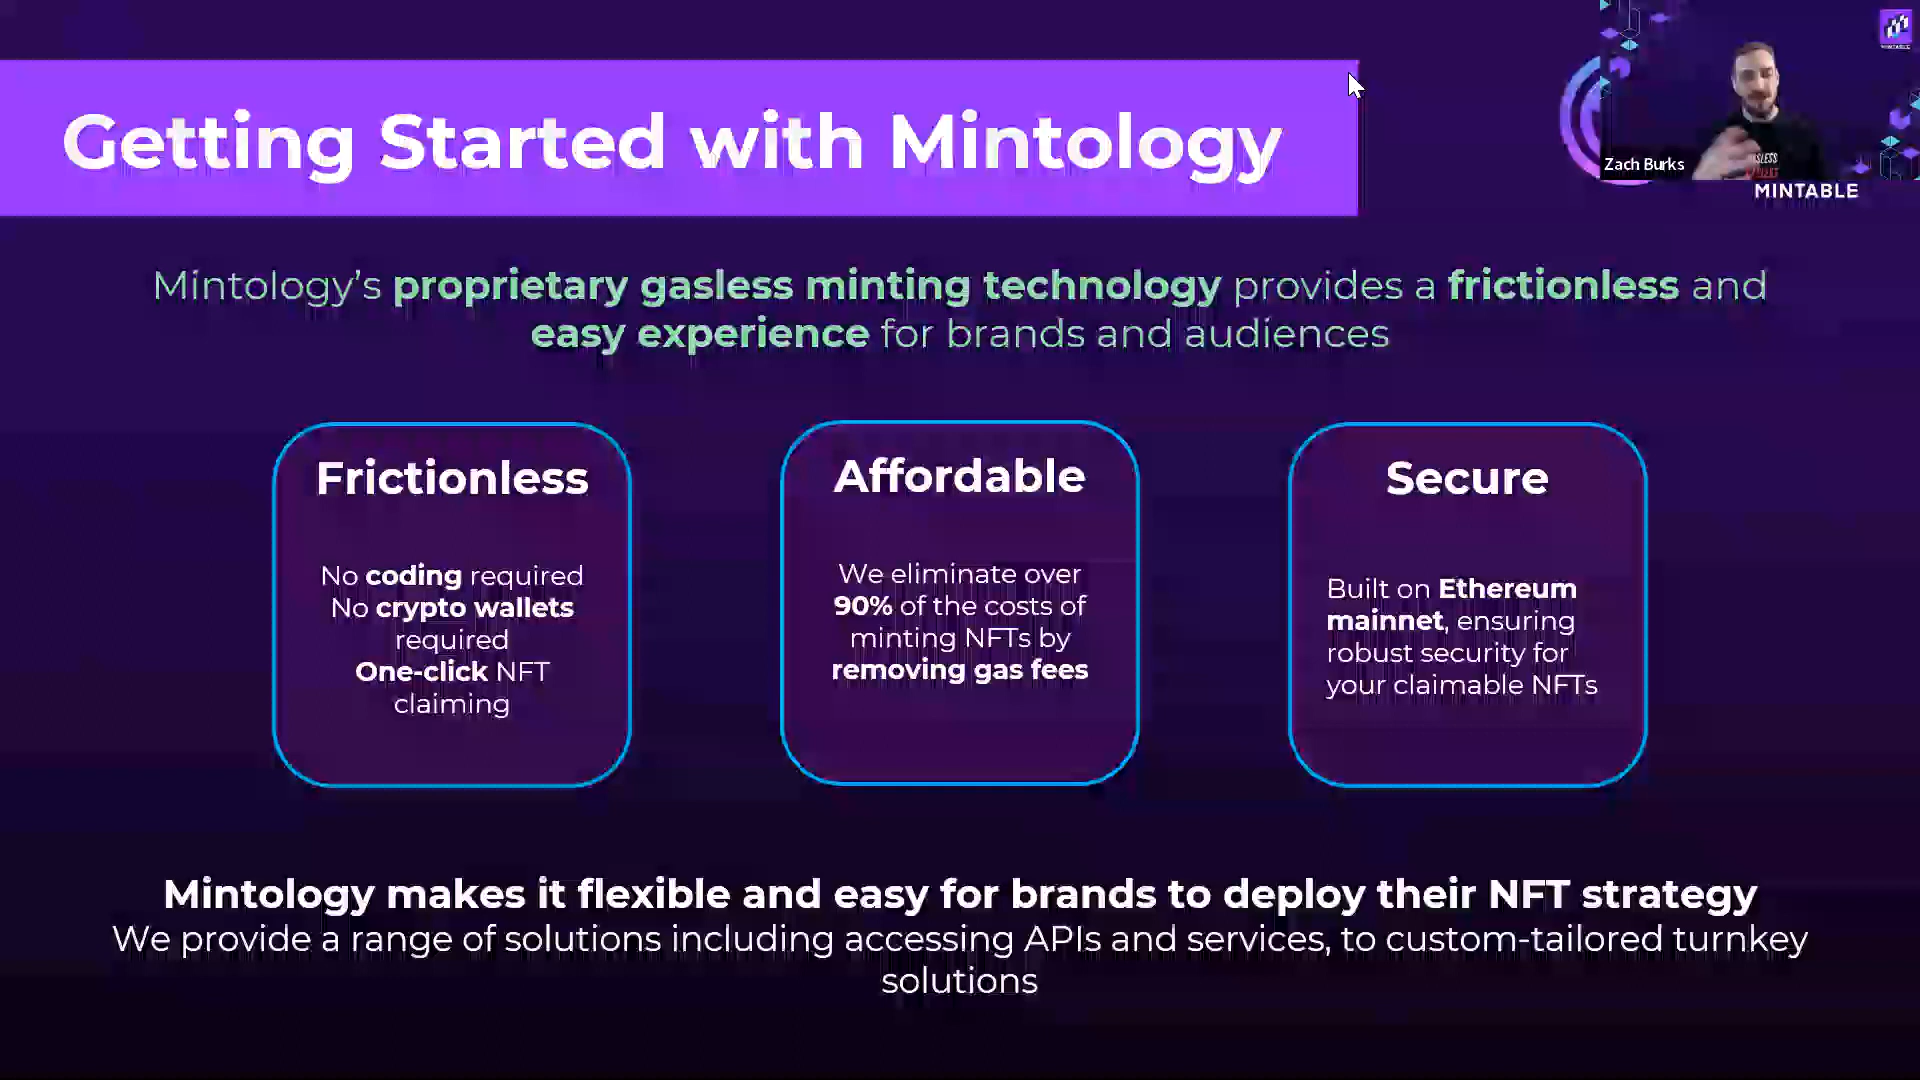 Getting Started with Mintology
MINTABLE
Zach Burks
MINTABLE
Mintology’s proprietary gasless minting technology provides a frictionless and
easy experience for brands and audiences
Frictionless
No coding required
No crypto wallets
required
One-click NFT
claiming
Affordable
We eliminate over
90% of the costs of
minting NFTs by
removing gas fees
Secure
Built on Ethereum
mainnet, ensuring
robust security for
your claimable NFTs
Mintology makes it flexible and easy for brands to deploy their NFT strategy
We provide a range of solutions including accessing APIs and services, to custom-tailored turnkey
solutions